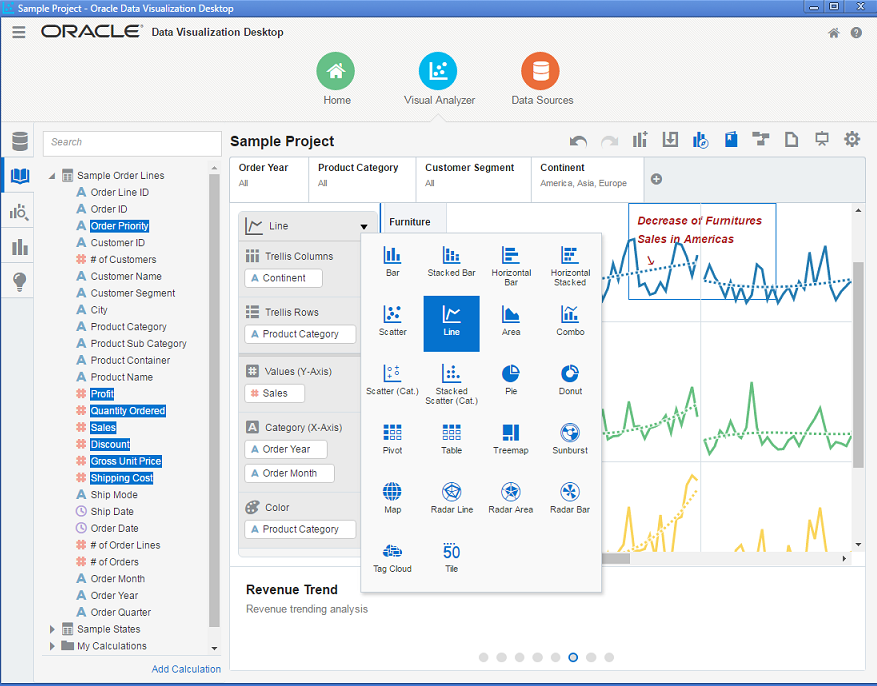 Sample Project - Oracle Data Visualization Desktop
ORACLE® Data Visualization Desktop
Home
Visual Analyzer
Data Sources
Search
Sample Order Lines
A Order Line ID
A Order ID
A Order Priority
A Customer ID
# # of Customers
A Customer Name
A Customer Segment
A City
A Product Category
A Product Sub Category
A Product Container
A Product Name
# Profit
# Quantity Ordered
# Sales
# Discount
# Gross Unit Price
# Shipping Cost
A Ship Mode
Ship Date
Order Date
# # of Order Lines
# # of Orders
A Order Month
A Order Year
A Order Quarter
Sample States
My Calculations
Add Calculation
Sample Project
Order Year
All
Product Category
All
Customer Segment
All
Continent
America, Asia, Europe
Line
Trellis Columns
A Continent
Trellis Rows
A Product Category
# Values (Y-Axis)
# Sales
A Category (X-Axis)
A Order Year
A Order Month
Color
A Product Category
Furniture
Decrease of Furnitures
Sales in Americas
Bar
Stacked Bar
Horizontal
Bar
Horizontal
Stacked
Scatter
Line
Area
Combo
Scatter (Cat.)
Stacked
Scatter (Cat.)
Pie
Donut
Pivot
Table
Treemap
Sunburst
Map
Radar Line
Radar Area
Radar Bar
Tag Cloud
50
Tile
Revenue Trend
Revenue trending analysis